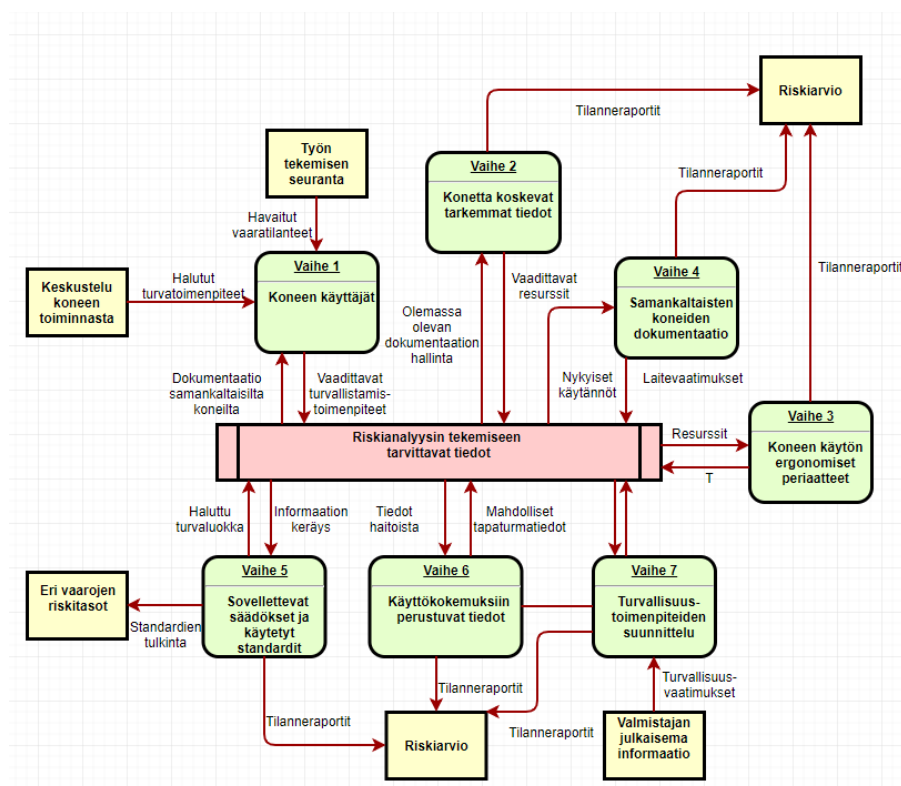 Riskiarvio
Tilanneraportit
Työn
tekemisen
seuranta
Vaihe 2
Konetta koskevat
tarkemmat tiedot
Tilanneraportit
Havaitut
vaaratilanteet
Vaihe 1
Koneen käyttäjät
Vaihe 4
Samankaltaisten
koneiden
dokumentaatio
Tilanneraportit
Keskustelu
koneen
toiminnasta
Halutut
turvatoimenpiteet
Vaadittavat
resurssit
Olemassa
olevan
dokumentaation
hallinta
Dokumentaatio
samankaltaisilta
koneilta
Vaadittavat
turvallistamis-
toimenpiteet
Nykyiset
käytännöt
Laitevaatimukset
Vaihe 3
Koneen käytön
ergonomiset
periaatteet
Riskianalyysin tekemiseen
tarvittavat tiedot
Resurssit
T
Haluttu
turvaluokka
Informaation
keräys
Tiedot
haitoista
Mahdolliset
tapaturmatiedot
Eri vaarojen
riskitasot
Vaihe 5
Sovellettevat
säädökset ja
käytetyt
standardit
Vaihe 6
Käyttökokemuksiin
perustuvat tiedot
Vaihe 7
Turvallisuus-
toimenpiteiden
suunnittelu
Standardien
tulkinta
Tilanneraportit
Turvallisuus-
vaatimukset
Tilanneraportit
Riskiarvio
Tilanneraportit
Valmistajan
julkaisema
informaatio